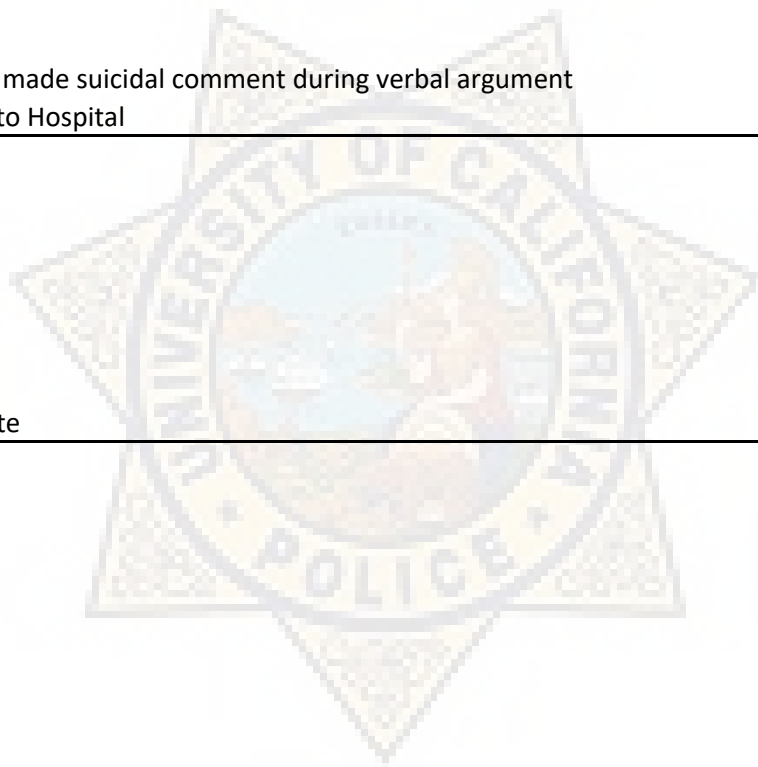 made suicidal comment during verbal argument
to Hospital
UNIVERSITY OF CALIFORNIA
te
POLICE